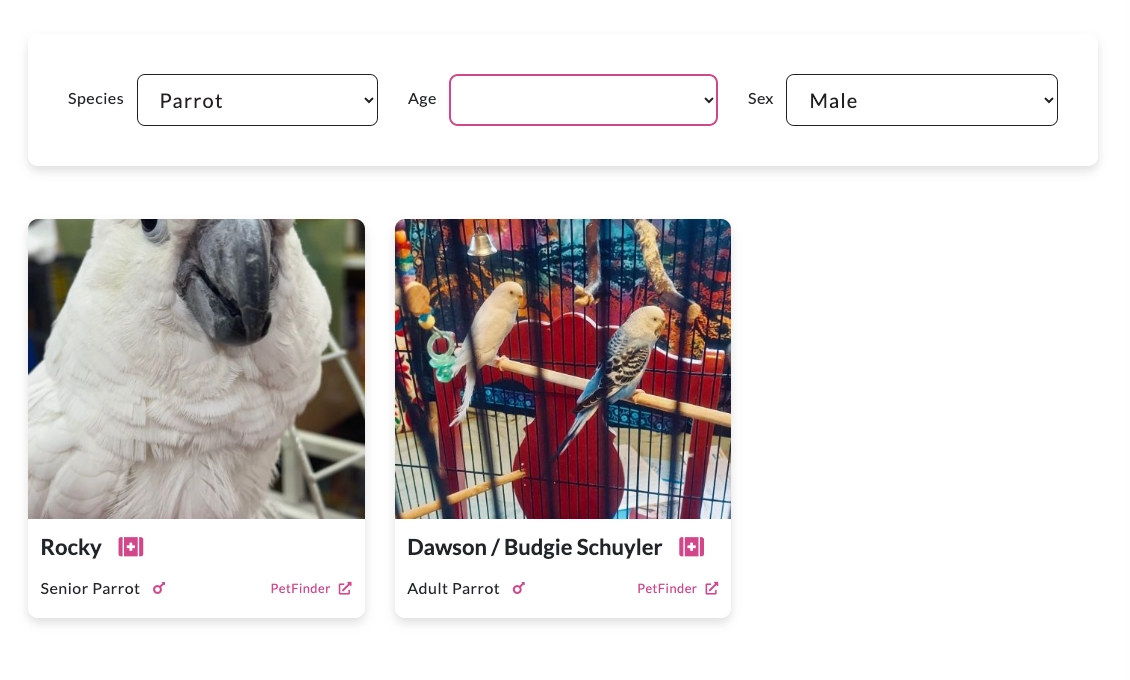 Species Parrot Age Sex Male
Rocky
Senior Parrot PetFinder
Dawson / Budgie Schuyler
Adult Parrot PetFinder